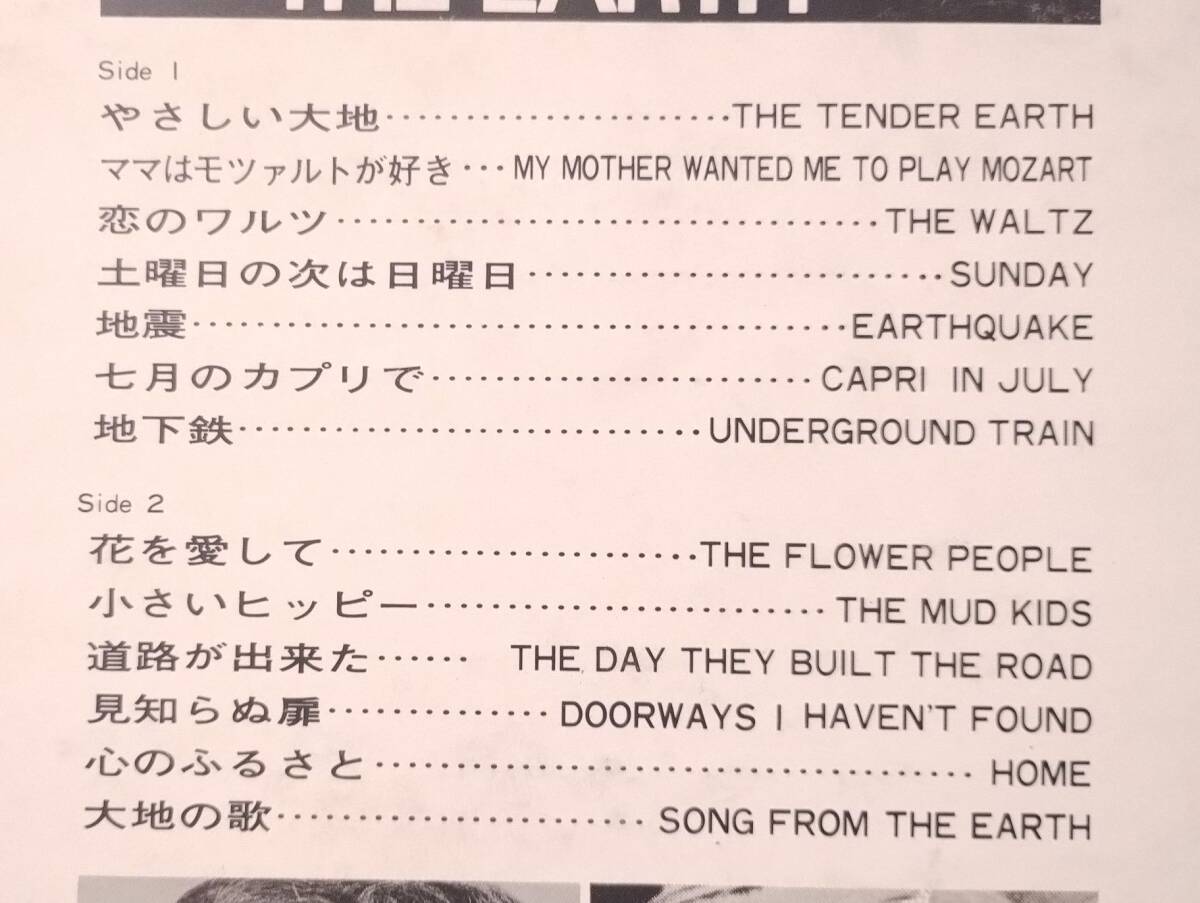 THE EARTH
Side 1
やさしい大地……………………THE TENDER EARTH
ママはモツァルトが好き…MY MOTHER WANTED ME TO PLAY MOZART
恋のワルツ………………………………THE WALTZ
土曜日の次は日曜日………………………SUNDAY
地震………………………………………EARTHQUAKE
七月のカプリで………………………CAPRI IN JULY
地下鉄……………………………UNDERGROUND TRAIN
Side 2
花を愛して……………………THE FLOWER PEOPLE
小さいヒッピー………………………THE MUD KIDS
道路が出来た…… THE DAY THEY BUILT THE ROAD
見知らぬ扉……………DOORWAYS I HAVEN'T FOUND
心のふるさと…………………………………HOME
大地の歌……………………SONG FROM THE EARTH